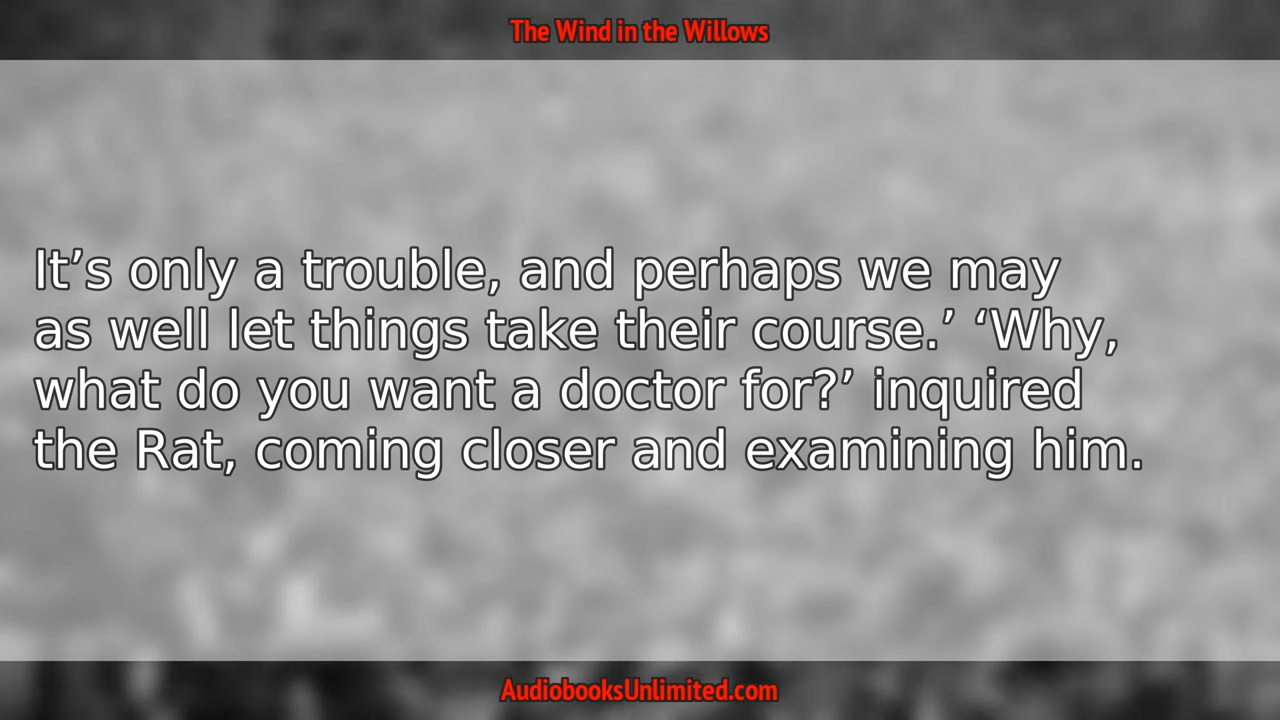 The Wind in the Willows
It’s only a trouble, and perhaps we may
as well let things take their course.’ ‘Why,
what do you want a doctor for?’ inquired
the Rat, coming closer and examining him.
AudiobooksUnlimited.com